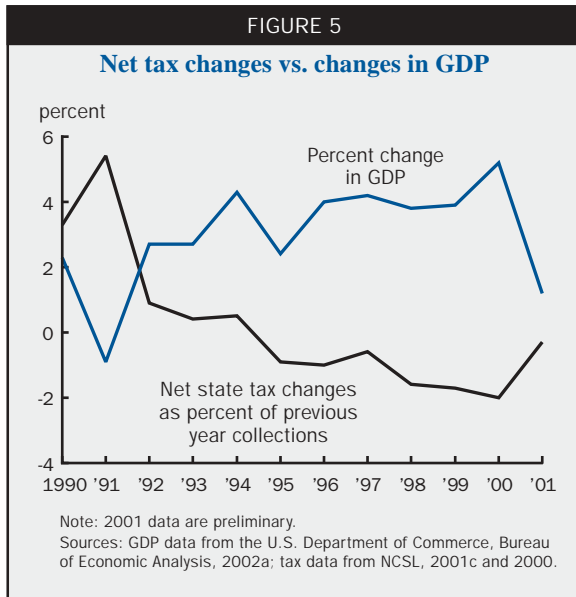 FIGURE 5
Net tax changes vs. changes in GDP
percent
6
Percent change
in GDP
4
2
0
Net state tax changes
as percent of previous
year collections
-2
-4
1990 ’91 ’92 ’93 ’94 ’95 ’96 ’97 ’98 ’99 ’00 ’01
Note: 2001 data are preliminary.
Sources: GDP data from the U.S. Department of Commerce, Bureau
of Economic Analysis, 2002a; tax data from NCSL, 2001c and 2000.